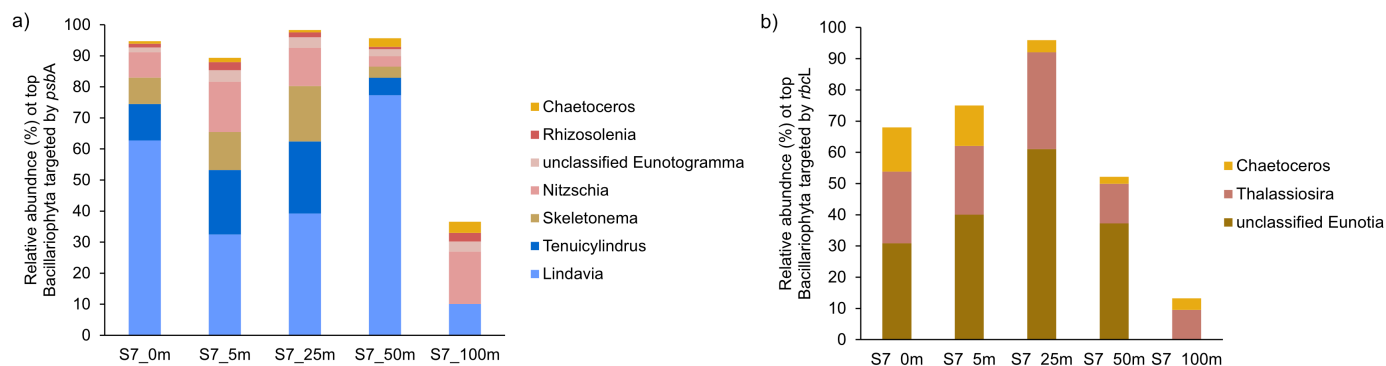 a)
Relative abundance (%) ot top
Bacillariophyta targeted by psbA
100
90
80
70
60
50
40
30
20
10
0
S7_0m S7_5m S7_25m S7_50m S7_100m
Chaetoceros
Rhizosolenia
unclassified Eunotogramma
Nitzschia
Skeletonema
Tenuicylindrus
Lindavia
b)
Relative abundnce (%) ot top
Bacillariophyta targeted by rbcL
100
90
80
70
60
50
40
30
20
10
0
S7 0m S7 5m S7 25m S7 50m S7 100m
Chaetoceros
Thalassiosira
unclassified Eunotia